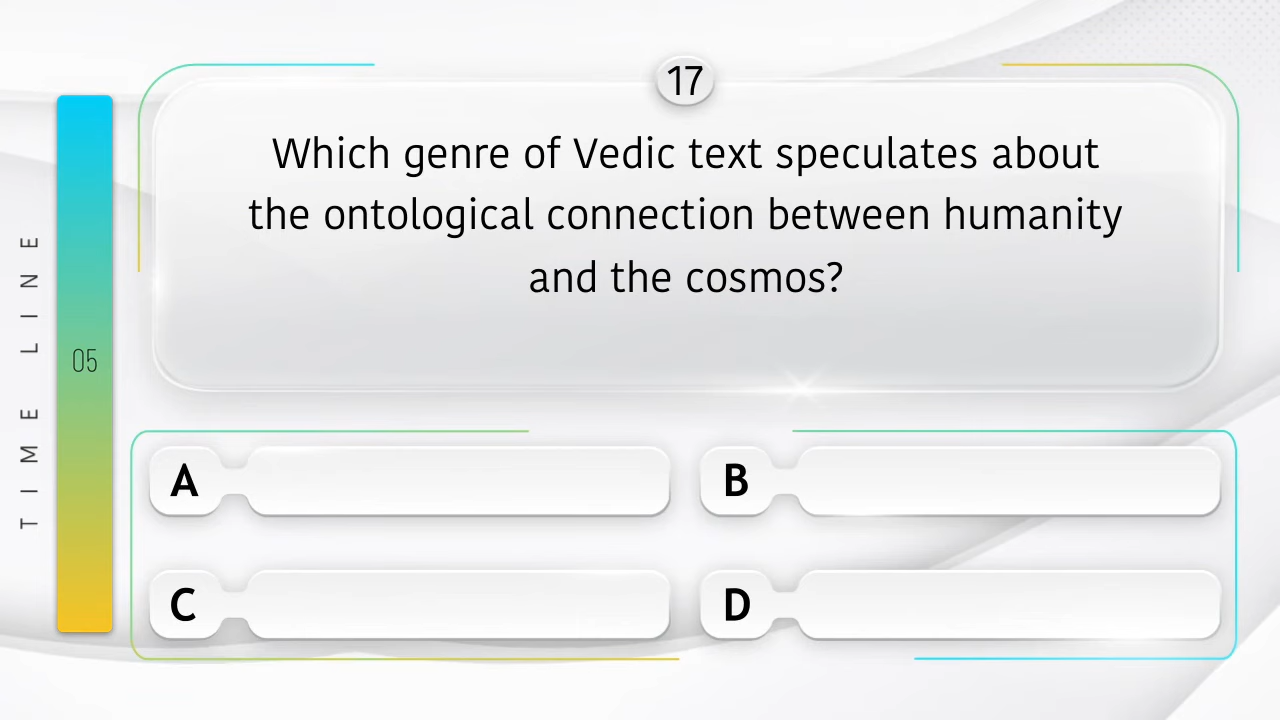 17
Which genre of Vedic text speculates about
the ontological connection between humanity
and the cosmos?
TIME LINE
05
A
B
C
D